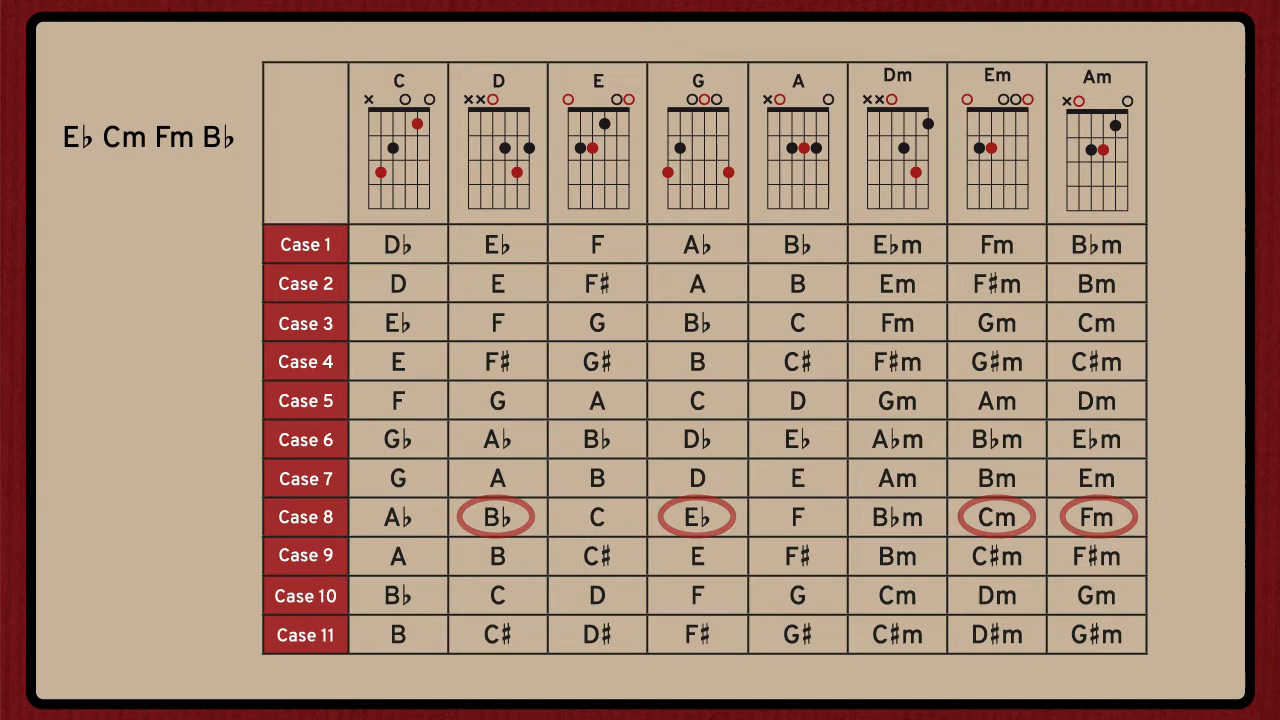 E♭ Cm Fm B♭
C D E G A Dm Em Am
Case 1 D♭ E♭ F A♭ B♭ E♭m Fm B♭m
Case 2 D E F♯ A B Em F♯m Bm
Case 3 E♭ F G B♭ C Fm Gm Cm
Case 4 E F♯ G♯ B C♯ F♯m G♯m C♯m
Case 5 F G A C D Gm Am Dm
Case 6 G♭ A♭ B♭ D♭ E♭ A♭m B♭m E♭m
Case 7 G A B D E Am Bm Em
Case 8 A♭ B♭ C E♭ F B♭m Cm Fm
Case 9 A B C♯ E F♯ Bm C♯m F♯m
Case 10 B♭ C D F G Cm Dm Gm
Case 11 B C♯ D♯ F♯ G♯ C♯m D♯m G♯m